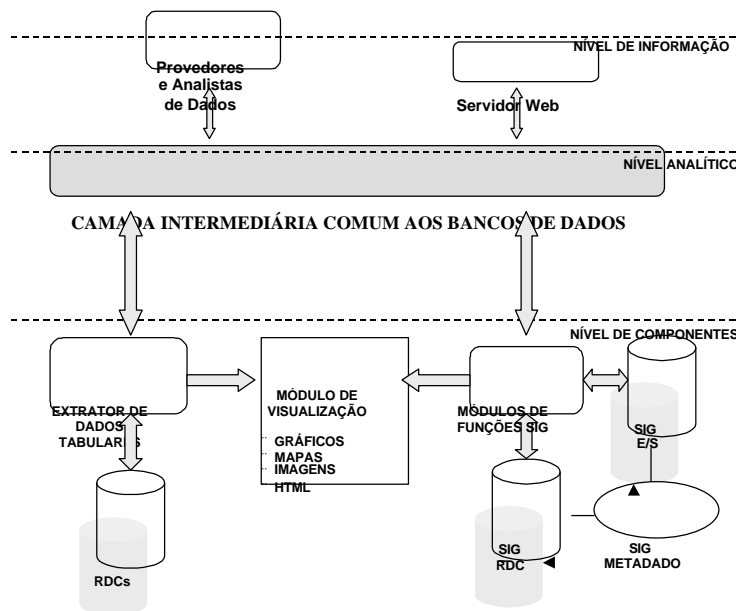 NÍVEL DE INFORMAÇÃO
Provedores
e Analistas
de Dados
Servidor Web
NÍVEL ANALÍTICO
CAMADA INTERMEDIÁRIA COMUM AOS BANCOS DE DADOS
NÍVEL DE COMPONENTES
EXTRATOR DE
DADOS
TABULARES
MÓDULO DE
VISUALIZAÇÃO
GRÁFICOS
MAPAS
IMAGENS
HTML
MÓDULOS DE
FUNÇÕES SIG
SIG
E/S
RDCs
SIG
RDC
SIG
METADADO